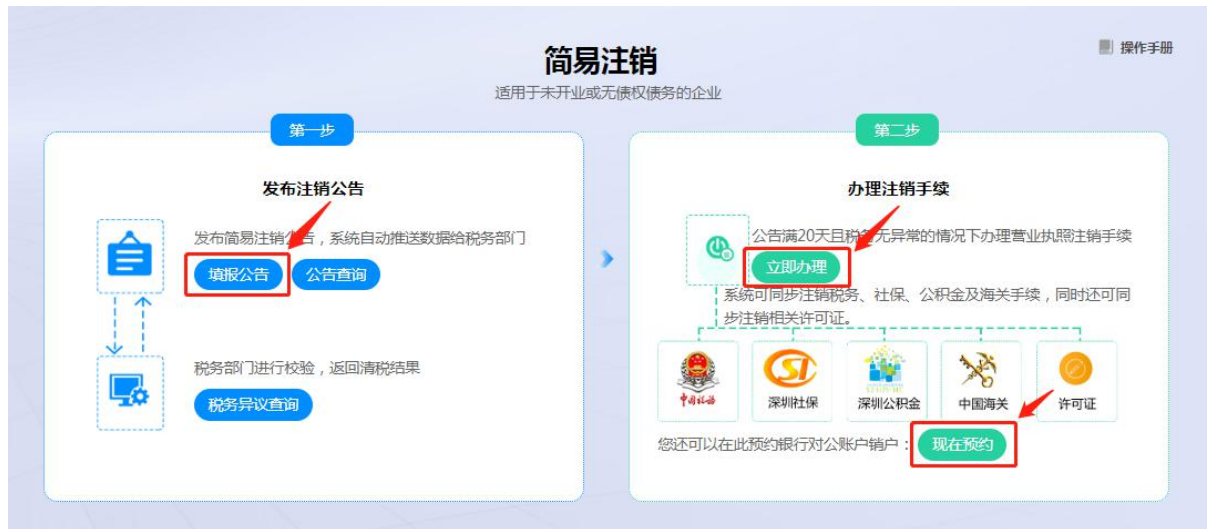 简易注销
操作手册
适用于未开业或无债权债务的企业
第一步
发布注销公告
发布简易注销公告，系统自动推送数据给税务部门
填报公告
公告查询
税务部门进行校验，返回清税结果
税务异议查询
第二步
办理注销手续
公告满20天且税务无异常的情况下办理营业执照注销手续
立即办理
系统可同步注销税务、社保、公积金及海关手续，同时还可同
步注销相关许可证。
中国税务
深圳社保
深圳公积金
中国海关
许可证
您还可以在此预约银行对公账户销户：
现在预约